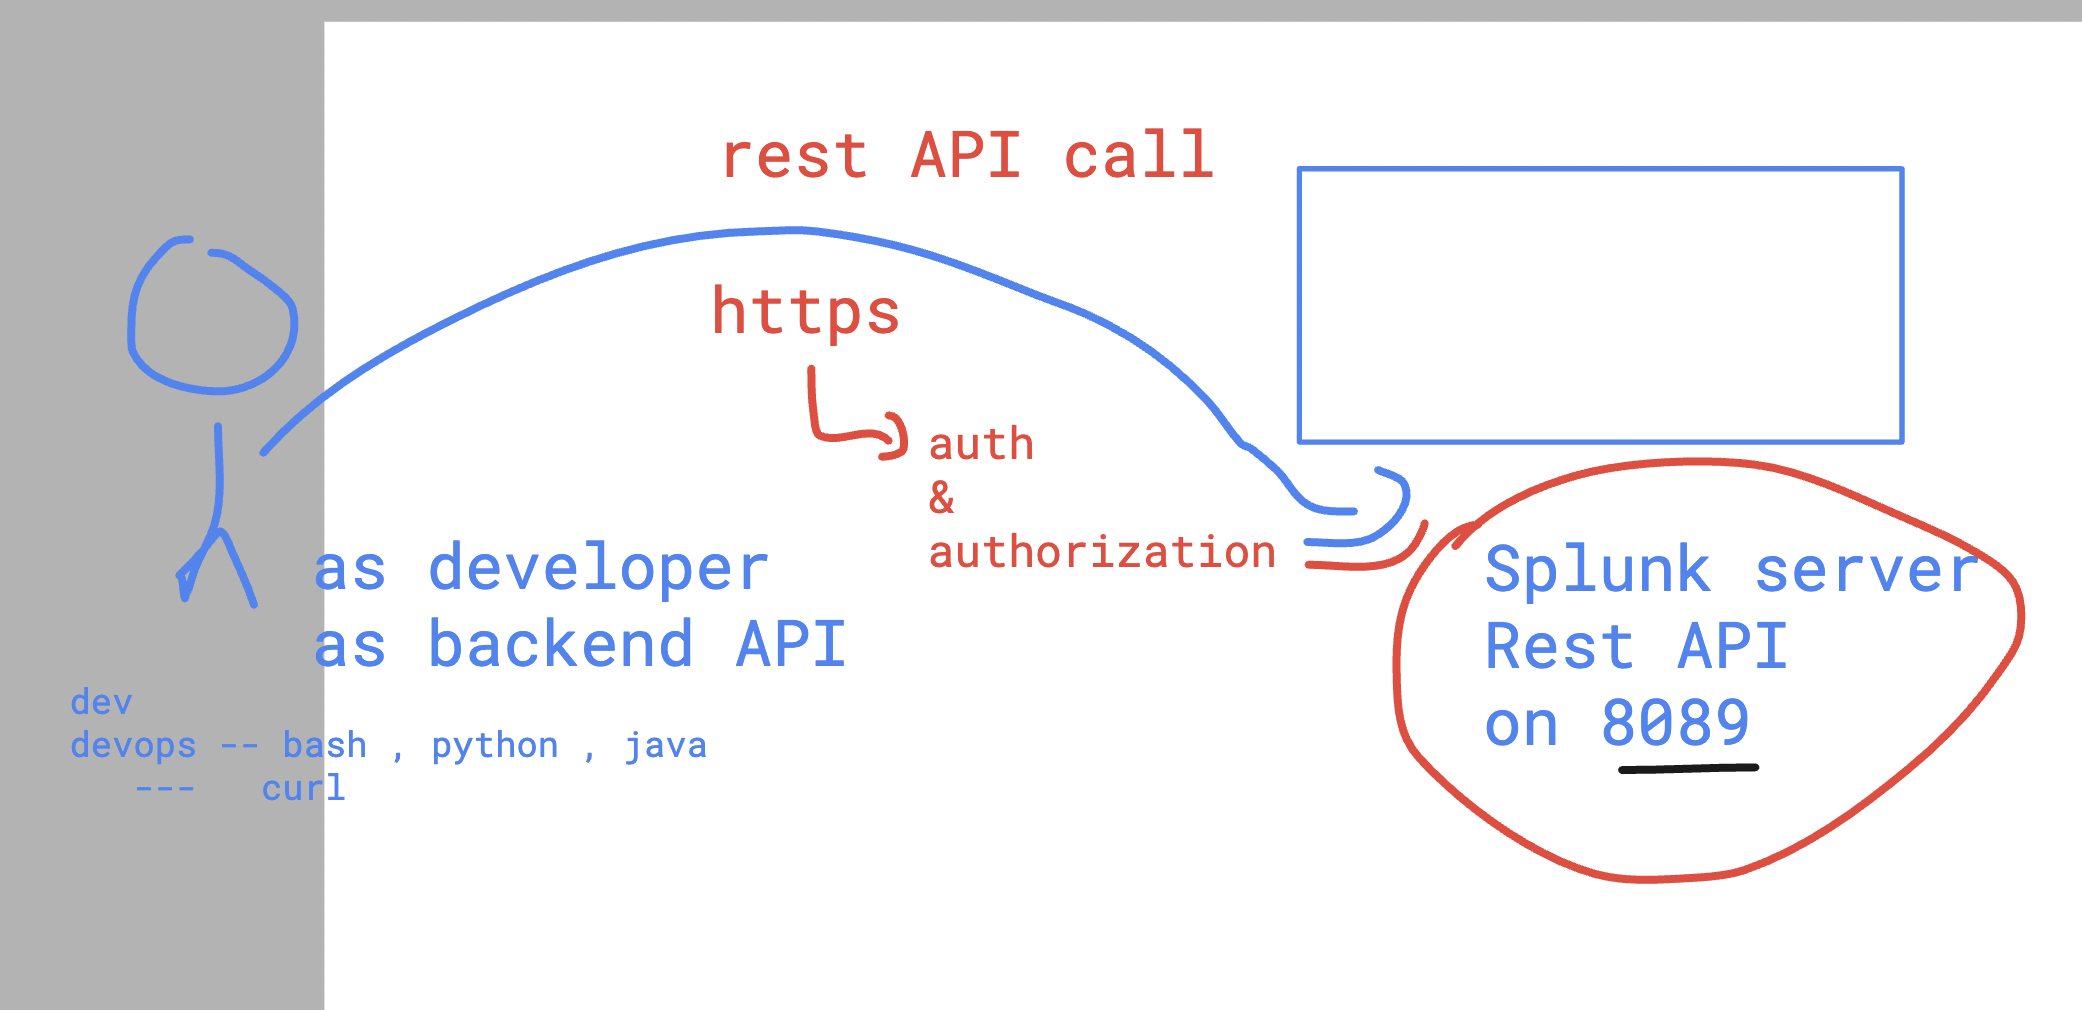 rest API call
https
auth
&
authorization
as developer
as backend API
dev
devops -- bash , python , java
--- curl
Splunk server
Rest API
on 8089